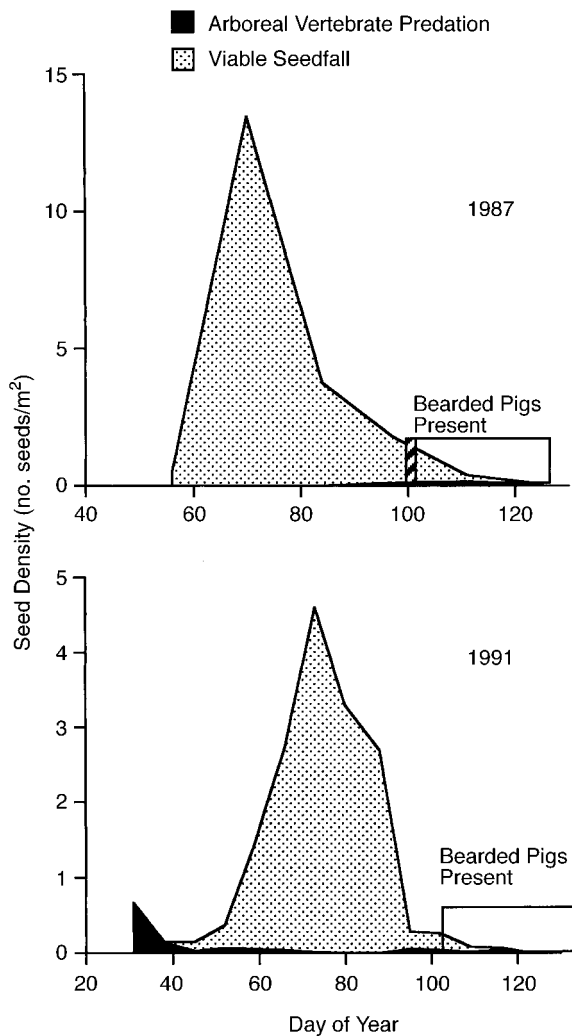 Arboreal Vertebrate Predation
Viable Seedfall
15
10
5
0
1987
Bearded Pigs
Present
40 60 80 100 120
Seed Density (no. seeds/m²)
5
4
3
2
1
0
1991
Bearded Pigs
Present
20 40 60 80 100 120
Day of Year